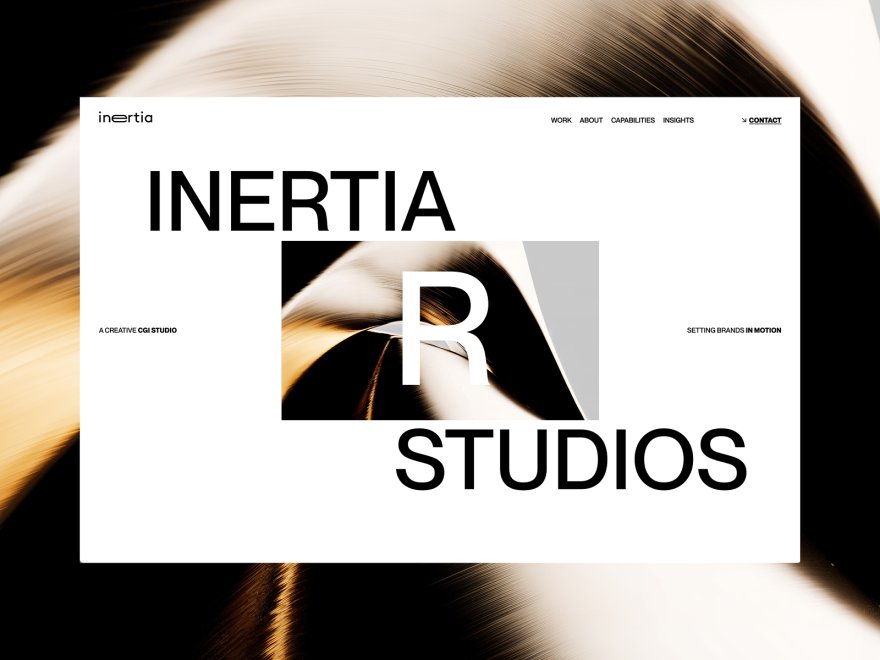 inertia
WORK ABOUT CAPABILITIES INSIGHTS ↘ CONTACT
INERTIA
R
A CREATIVE CGI STUDIO
SETTING BRANDS IN MOTION
STUDIOS